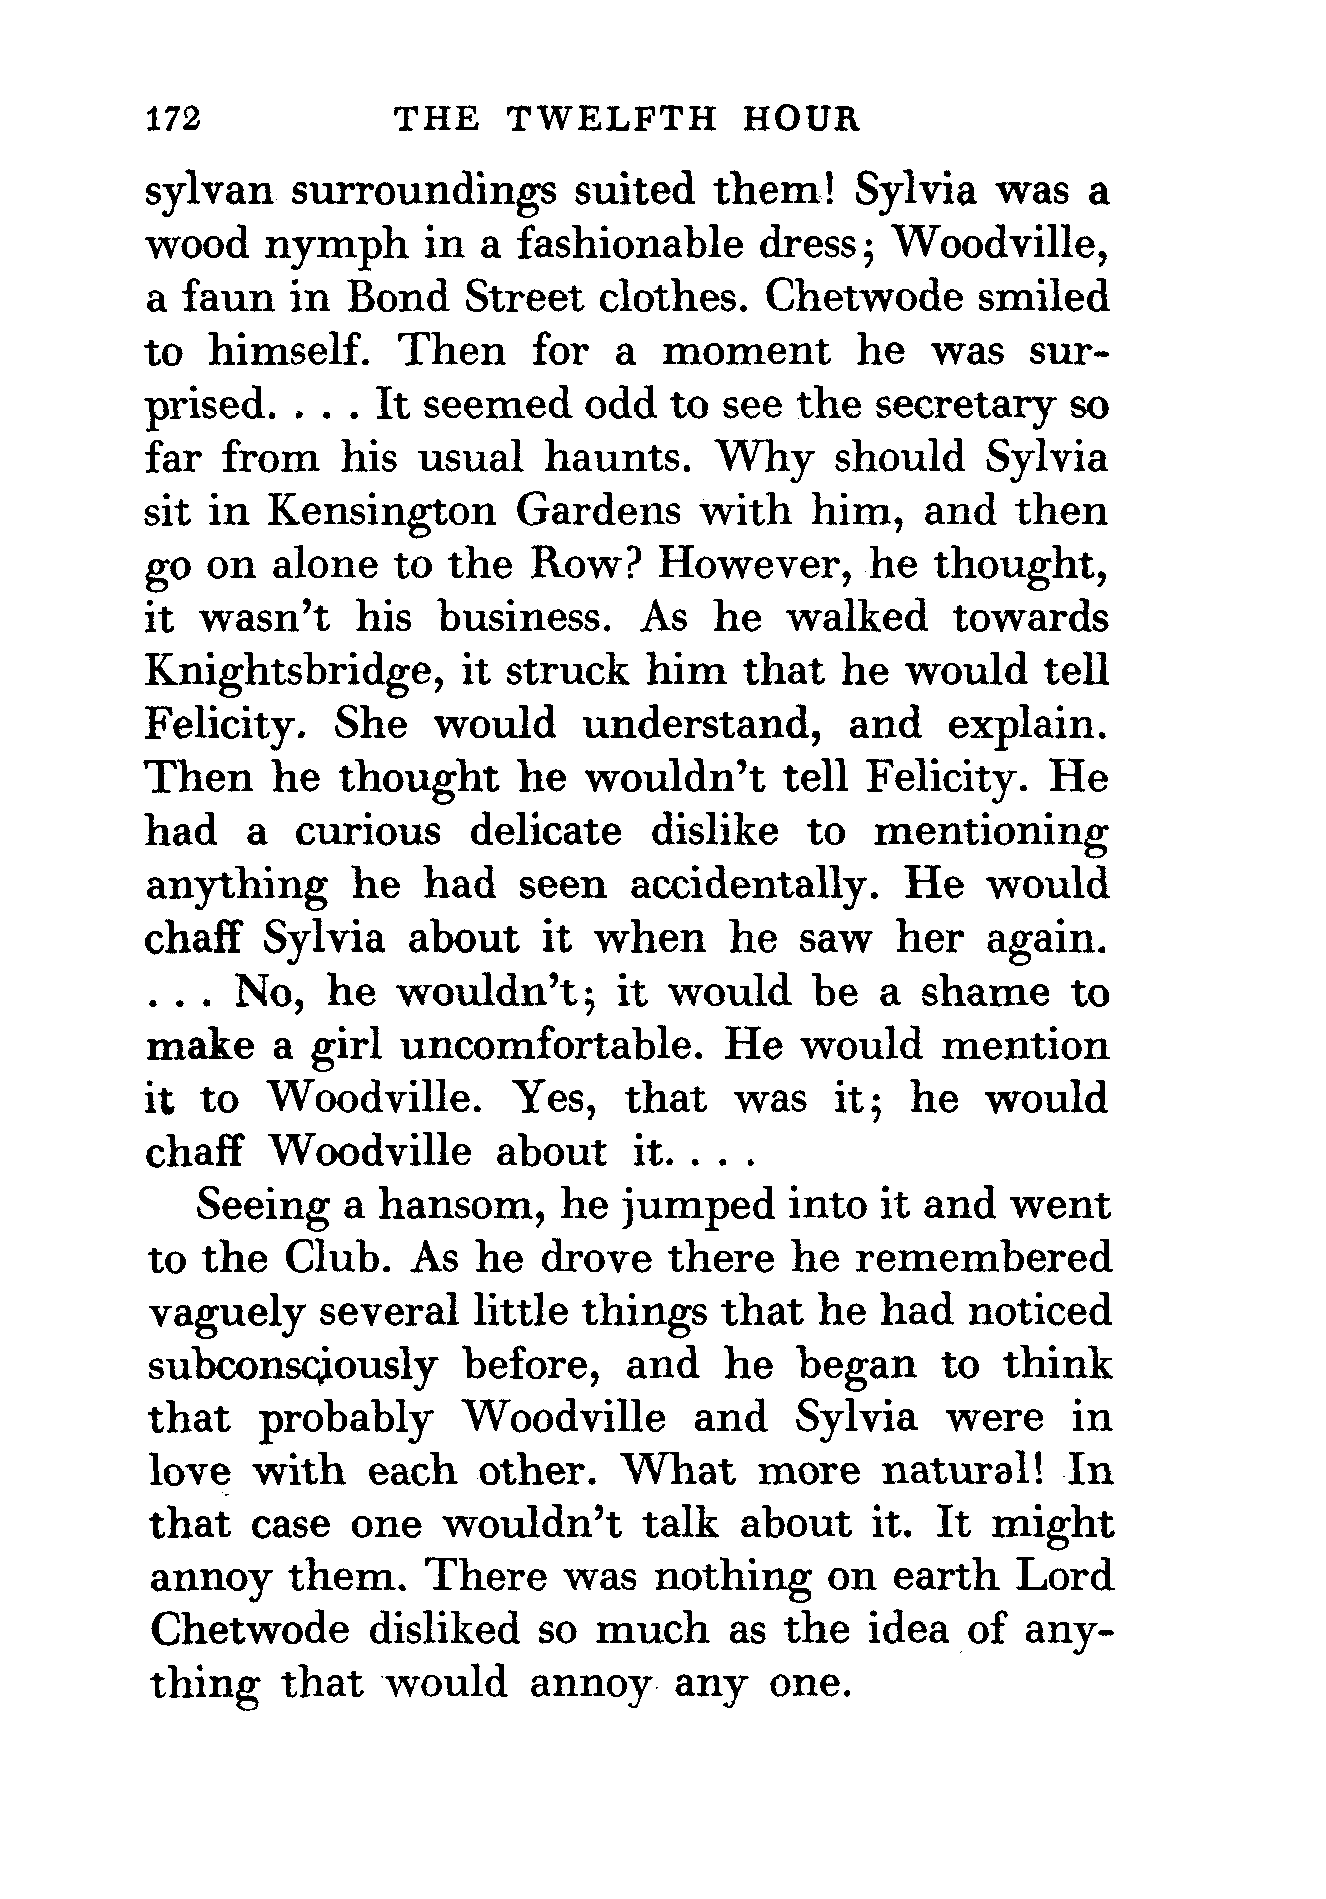 172 THE TWELFTH HOUR
sylvan surroundings suited them! Sylvia was a
wood nymph in a fashionable dress; Woodville,
a faun in Bond Street clothes. Chetwode smiled
to himself. Then for a moment he was sur-
prised. . . . It seemed odd to see the secretary so
far from his usual haunts. Why should Sylvia
sit in Kensington Gardens with him, and then
go on alone to the Row? However, he thought,
it wasn't his business. As he walked towards
Knightsbridge, it struck him that he would tell
Felicity. She would understand, and explain.
Then he thought he wouldn't tell Felicity. He
had a curious delicate dislike to mentioning
anything he had seen accidentally. He would
chaff Sylvia about it when he saw her again.
. . . No, he wouldn't; it would be a shame to
make a girl uncomfortable. He would mention
it to Woodville. Yes, that was it; he would
chaff Woodville about it. . . .
Seeing a hansom, he jumped into it and went
to the Club. As he drove there he remembered
vaguely several little things that he had noticed
subconsciously before, and he began to think
that probably Woodville and Sylvia were in
love with each other. What more natural! In
that case one wouldn't talk about it. It might
annoy them. There was nothing on earth Lord
Chetwode disliked so much as the idea of any-
thing that would annoy any one.